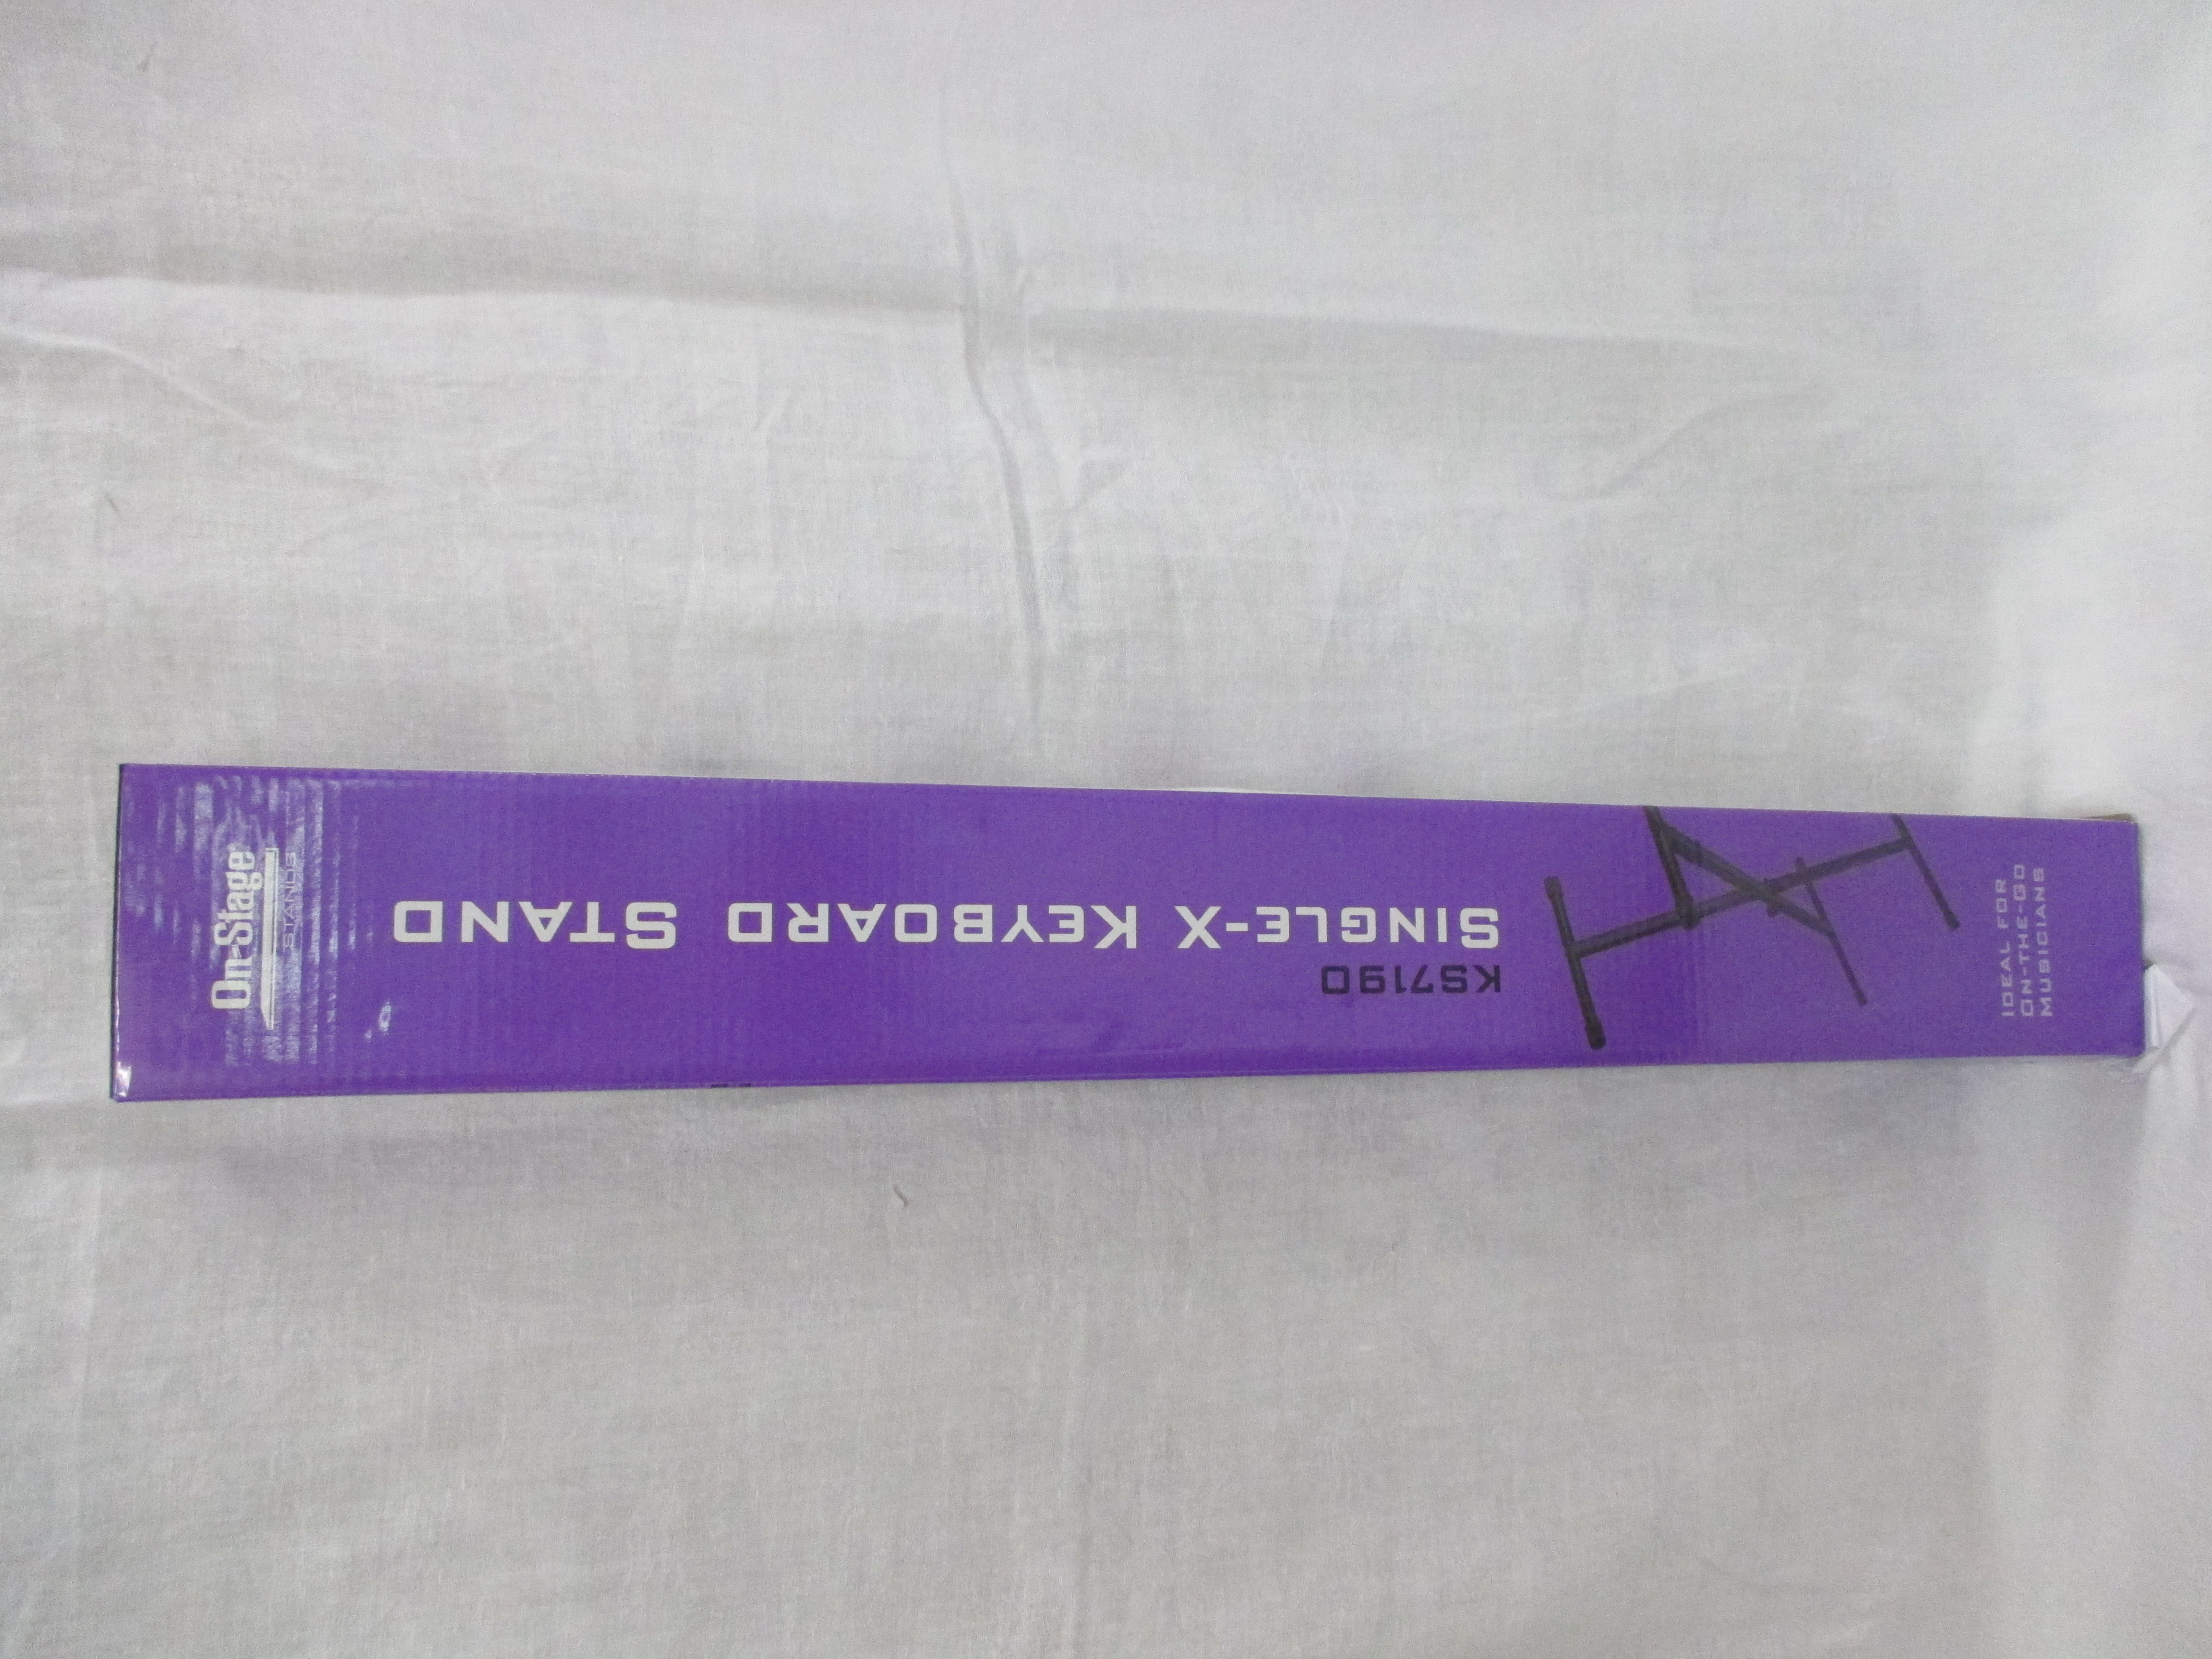 On-Stage
STANDS
KS7190
SINGLE-X KEYBOARD STAND
IDEAL FOR
ON-THE-GO
MUSICIANS